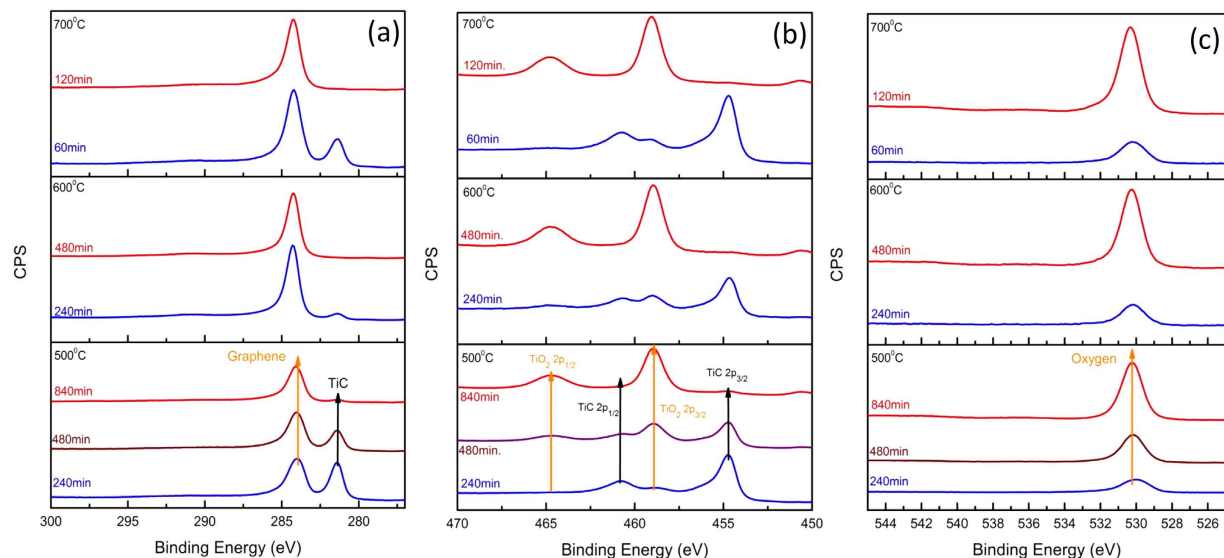 (a)
700°C
120min
60min
600°C
480min
240min
500°C
Graphene
TiC
840min
480min
240min
CPS
300 295 290 285 280
Binding Energy (eV)
(b)
700°C
120min.
60min
600°C
480min.
240min
500°C
TiO₂ 2p₁/₂
TiC 2p₃/₂
TiC 2p₁/₂
TiO₂ 2p₃/₂
840min
480min.
240min
CPS
470 465 460 455 450
Binding Energy (eV)
(c)
700°C
120min
60min
600°C
480min
240min
500°C
Oxygen
840min
480min
240min
CPS
544 542 540 538 536 534 532 530 528 526
Binding Energy (eV)